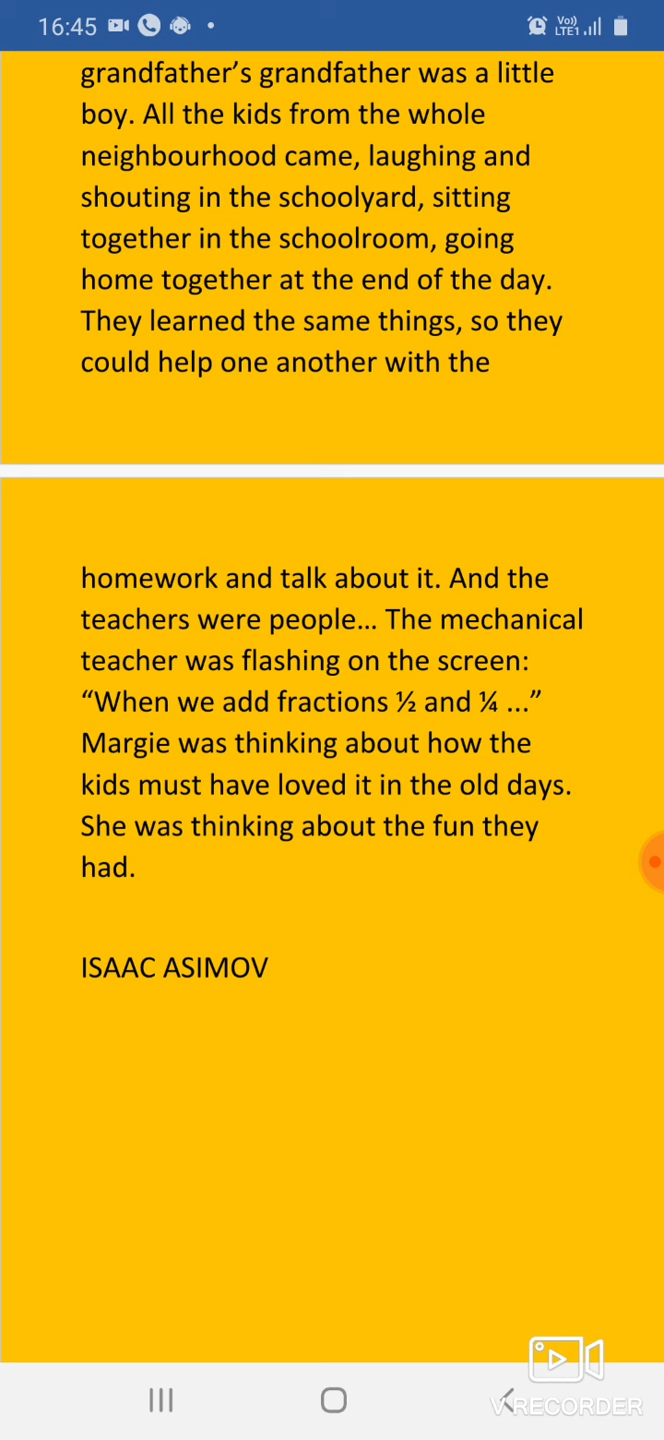 16:45
Vo)) LTE1
grandfather’s grandfather was a little
boy. All the kids from the whole
neighbourhood came, laughing and
shouting in the schoolyard, sitting
together in the schoolroom, going
home together at the end of the day.
They learned the same things, so they
could help one another with the
homework and talk about it. And the
teachers were people... The mechanical
teacher was flashing on the screen:
“When we add fractions ½ and ¼ ...”
Margie was thinking about how the
kids must have loved it in the old days.
She was thinking about the fun they
had.
ISAAC ASIMOV
V RECORDER